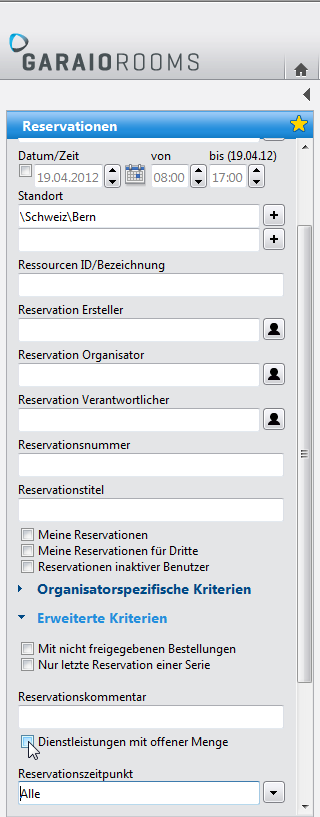 GARAIOROOMS
Reservationen
Datum/Zeit von bis (19.04.12)
19.04.2012 08:00 17:00
Standort
\Schweiz\Bern
Ressourcen ID/Bezeichnung
Reservation Ersteller
Reservation Organisator
Reservation Verantwortlicher
Reservationsnummer
Reservationstitel
Meine Reservationen
Meine Reservationen für Dritte
Reservationen inaktiver Benutzer
Organisatorspezifische Kriterien
Erweiterte Kriterien
Mit nicht freigegebenen Bestellungen
Nur letzte Reservation einer Serie
Reservationskommentar
Dienstleistungen mit offener Menge
Reservationszeitpunkt
Alle